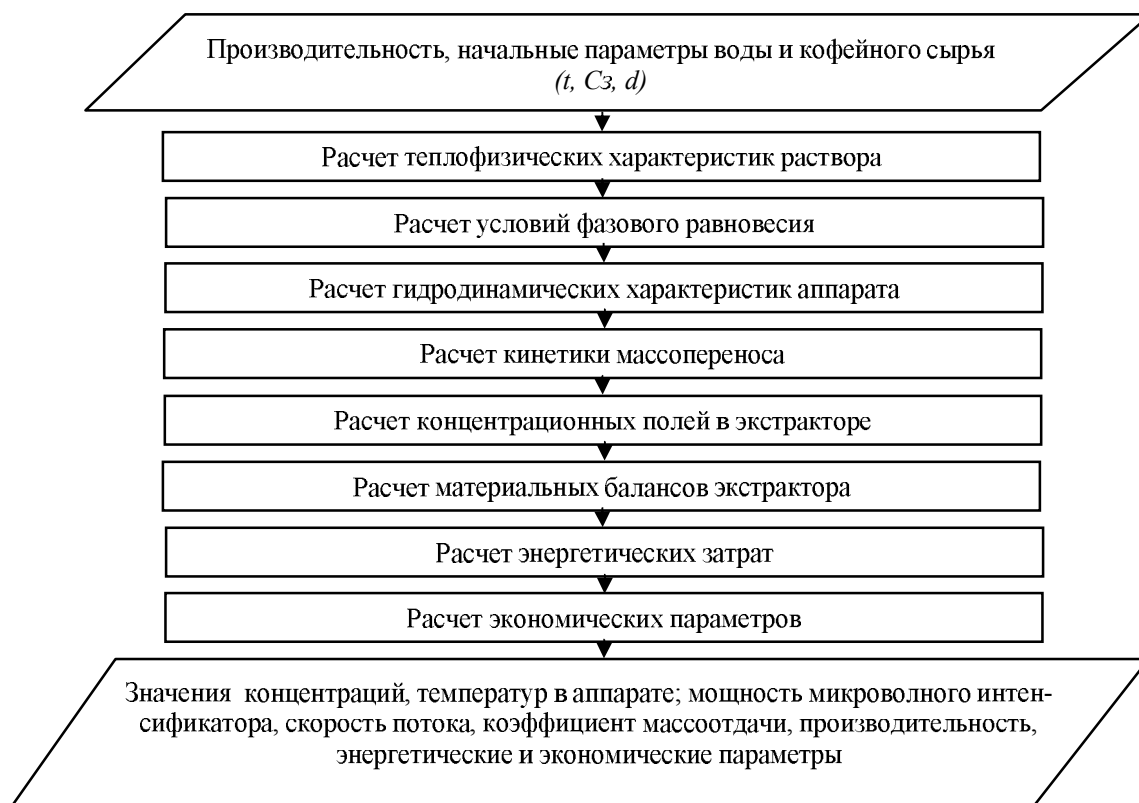 Производительность, начальные параметры воды и кофейного сырья
(t, Сз, d)
Расчет теплофизических характеристик раствора
Расчет условий фазового равновесия
Расчет гидродинамических характеристик аппарата
Расчет кинетики массопереноса
Расчет концентрационных полей в экстракторе
Расчет материальных балансов экстрактора
Расчет энергетических затрат
Расчет экономических параметров
Значения концентраций, температур в аппарате; мощность микроволного интен-
сификатора, скорость потока, коэффициент массоотдачи, производительность,
энергетические и экономические параметры